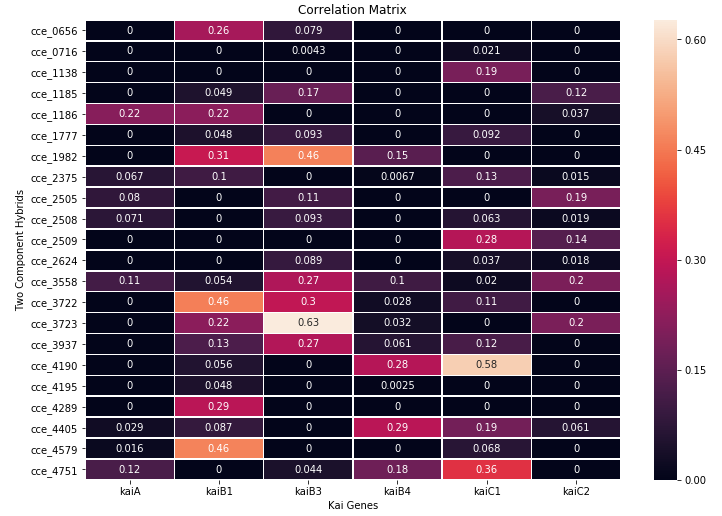 Correlation Matrix
cce_0656 0 0.26 0.079 0 0 0
cce_0716 0 0 0.0043 0 0.021 0
cce_1138 0 0 0 0 0.19 0
cce_1185 0 0.049 0.17 0 0 0.12
cce_1186 0.22 0.22 0 0 0 0.037
cce_1777 0 0.048 0.093 0 0.092 0
cce_1982 0 0.31 0.46 0.15 0 0
cce_2375 0.067 0.1 0 0.0067 0.13 0.015
cce_2505 0.08 0 0.11 0 0 0.19
cce_2508 0.071 0 0.093 0 0.063 0.019
cce_2509 0 0 0 0 0.28 0.14
cce_2624 0 0 0.089 0 0.037 0.018
cce_3558 0.11 0.054 0.27 0.1 0.02 0.2
cce_3722 0 0.46 0.3 0.028 0.11 0
cce_3723 0 0.22 0.63 0.032 0 0.2
cce_3937 0 0.13 0.27 0.061 0.12 0
cce_4190 0 0.056 0 0.28 0.58 0
cce_4195 0 0.048 0 0.0025 0 0
cce_4289 0 0.29 0 0 0 0
cce_4405 0.029 0.087 0 0.29 0.19 0.061
cce_4579 0.016 0.46 0 0 0.068 0
cce_4751 0.12 0 0.044 0.18 0.36 0
kaiA kaiB1 kaiB3 kaiB4 kaiC1 kaiC2
Kai Genes
Two Component Hybrids
0.60
0.45
0.30
0.15
0.00